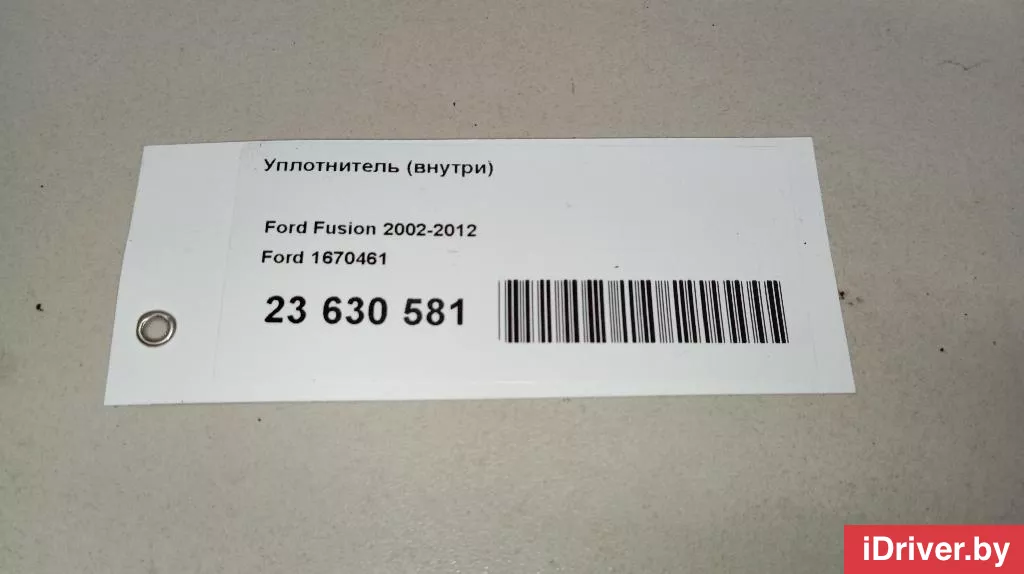 Уплотнитель (внутри)
Ford Fusion 2002-2012
Ford 1670461
23 630 581
iDriver.by